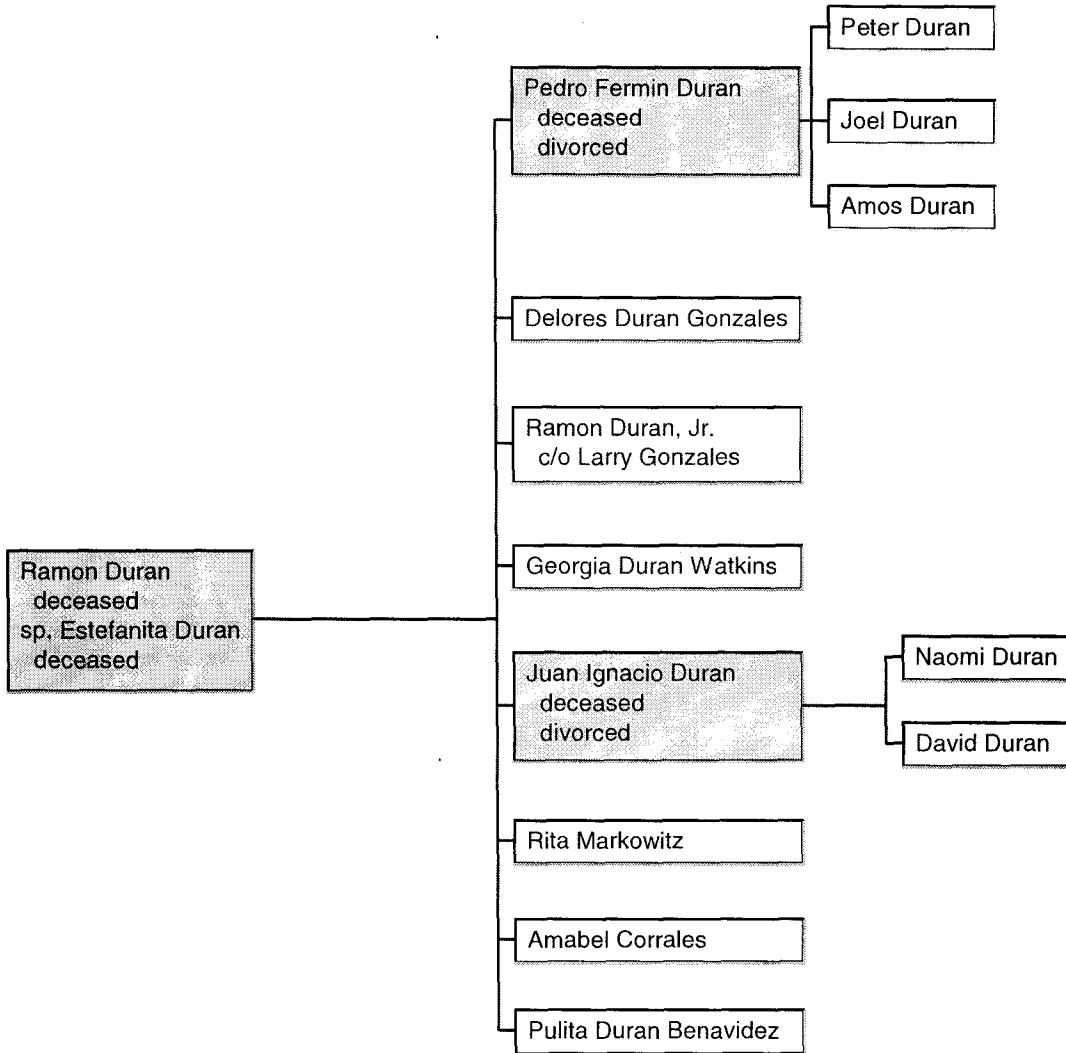 Ramon Duran
deceased
sp. Estefanita Duran
deceased
Pedro Fermin Duran
deceased
divorced
Peter Duran
Joel Duran
Amos Duran
Delores Duran Gonzales
Ramon Duran, Jr.
c/o Larry Gonzales
Georgia Duran Watkins
Juan Ignacio Duran
deceased
divorced
Naomi Duran
David Duran
Rita Markowitz
Amabel Corrales
Pulita Duran Benavidez